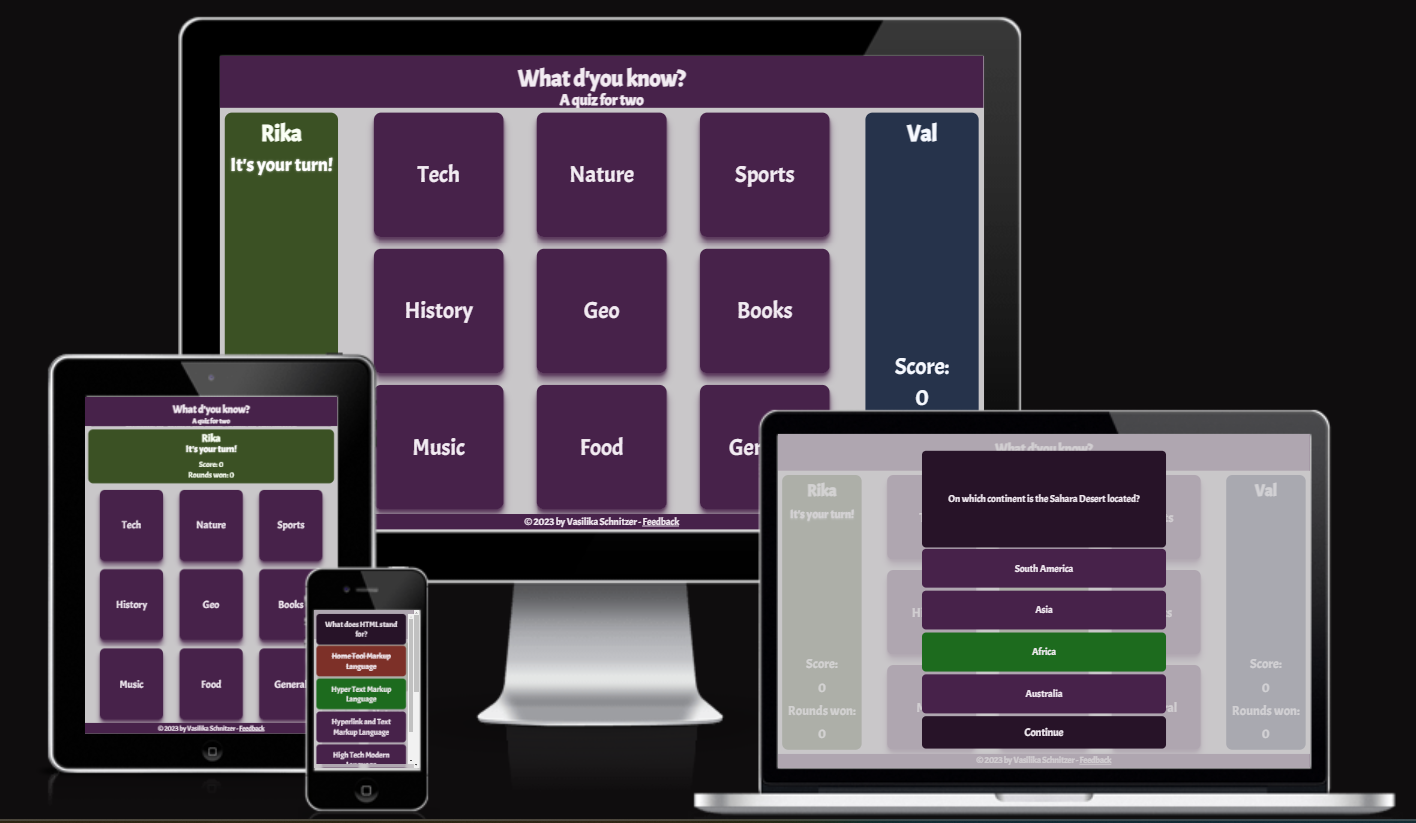 What d'you know?
A quiz for two
Rika
It's your turn!
Tech
Nature
Sports
History
Geo
Books
Music
Food
Val
Score:
0
© 2023 by Vasilika Schnitzer - Feedback
What d'you know?
A quiz for two
Rika
It's your turn!
Score: 0
Rounds won: 0
Tech
Nature
Sports
History
Geo
Books
Music
Food
General
© 2023 by Vasilika Schnitzer - Feedback
What does HTML stand
for?
Home Tool Markup
Language
Hyper Text Markup
Language
Hyperlink and Text
Markup Language
High Tech Modern
Language
What d'you know?
Rika
It's your turn!
Score:
0
Rounds won:
0
On which continent is the Sahara Desert located?
South America
Asia
Africa
Australia
Continue
Val
Score:
0
Rounds won:
0
© 2023 by Vasilika Schnitzer - Feedback